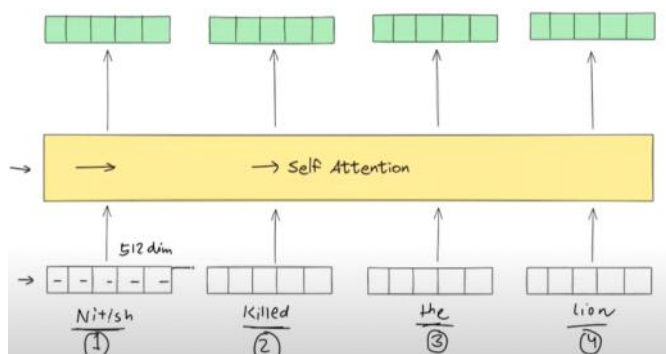 → Self Attention
512 dim
Nitish killed the lion
① ② ③ ④